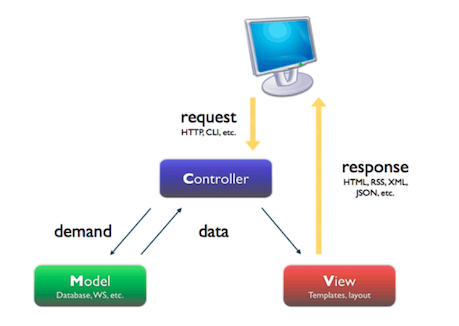 request
HTTP, CLI, etc.
Controller
response
HTML, RSS, XML,
JSON, etc.
demand
data
Model
Database, WS, etc.
View
Templates, layout